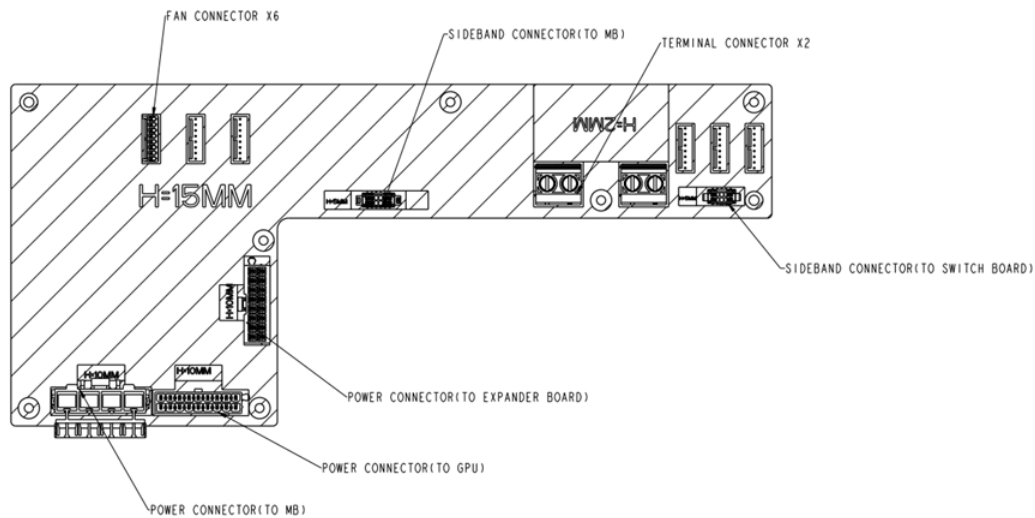 FAN CONNECTOR X6
SIDEBAND CONNECTOR(TO MB)
TERMINAL CONNECTOR X2
H=2MM
H=15MM
SIDEBAND CONNECTOR(TO SWITCH BOARD)
H=10MM
H=10MM
H=10MM
POWER CONNECTOR(TO EXPANDER BOARD)
POWER CONNECTOR(TO GPU)
POWER CONNECTOR(TO MB)